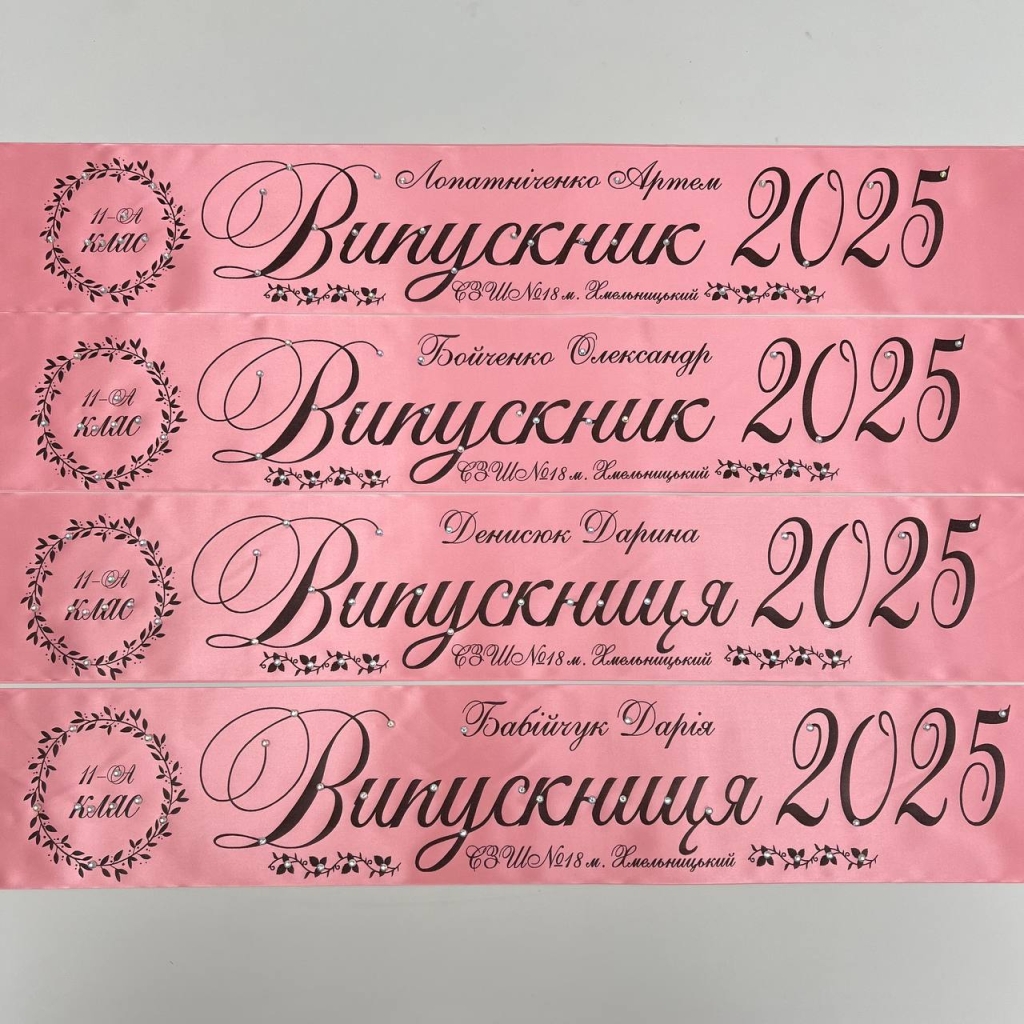 11-А
клас
Лопатніченко Артем
Випускник 2025
СЗШ№18 м. Хмельницький
11-А
клас
Бойченко Олександр
Випускник 2025
СЗШ№18 м. Хмельницький
11-А
клас
Денисюк Дарина
Випускниця 2025
СЗШ№18 м. Хмельницький
11-А
клас
Бабійчук Дарія
Випускниця 2025
СЗШ№18 м. Хмельницький